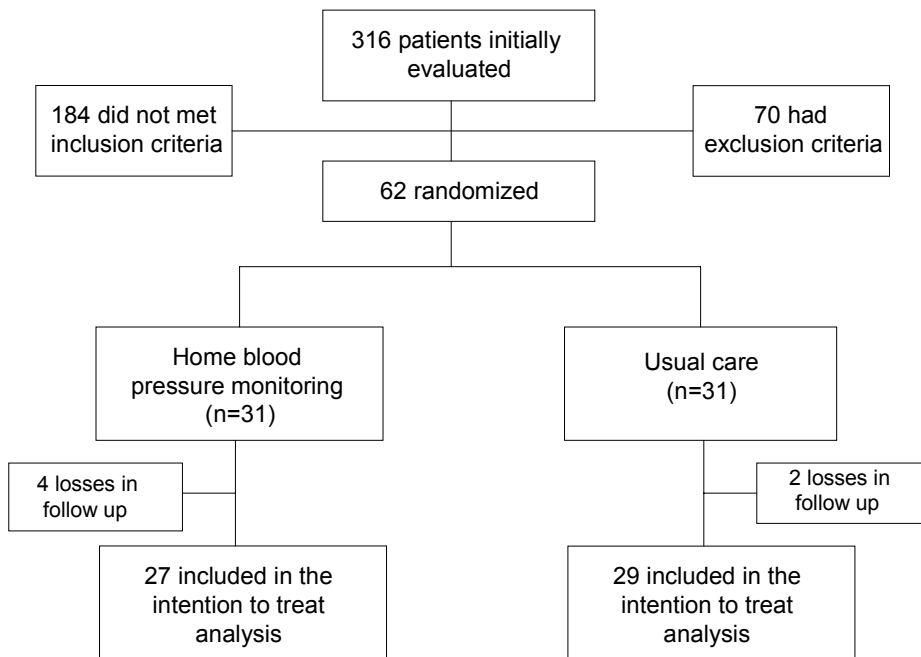 316 patients initially
evaluated
184 did not met
inclusion criteria
70 had
exclusion criteria
62 randomized
Home blood
pressure monitoring
(n=31)
Usual care
(n=31)
4 losses in
follow up
2 losses in
follow up
27 included in the
intention to treat
analysis
29 included in the
intention to treat
analysis